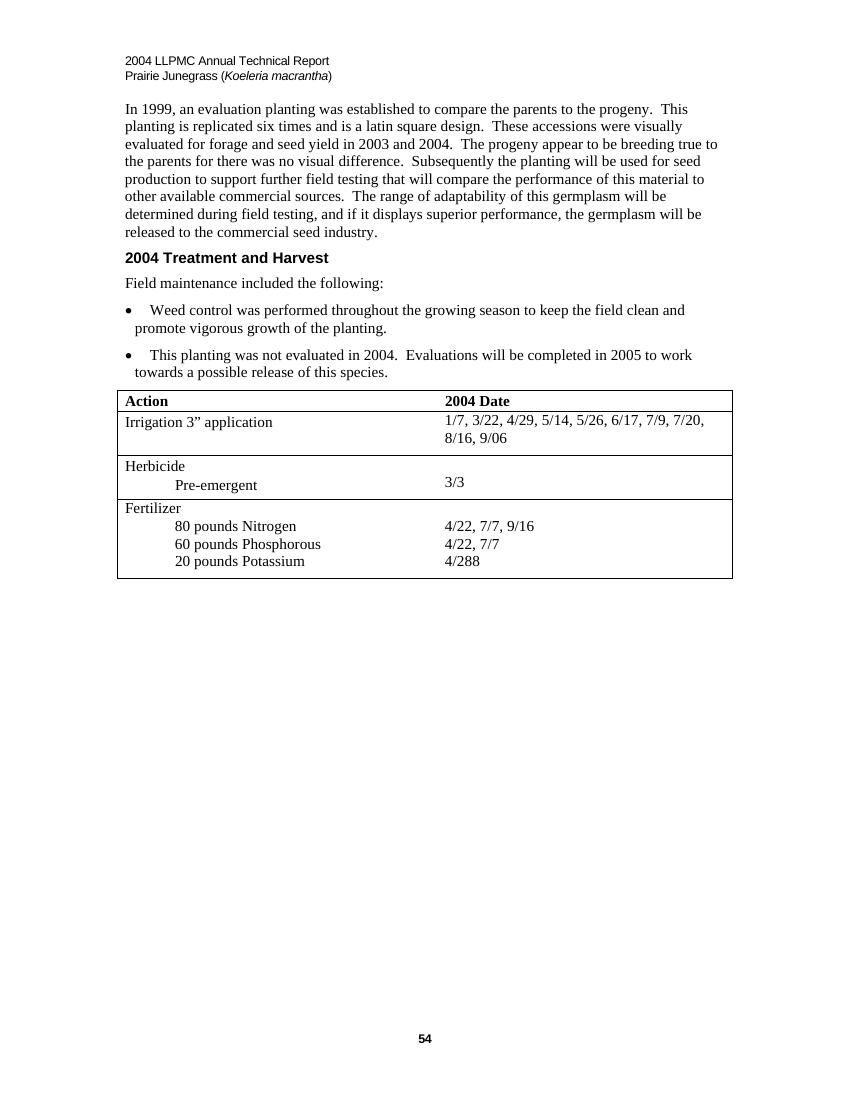 2004 LLPMC Annual Technical Report
Prairie Junegrass (Koeleria macrantha)
In 1999, an evaluation planting was established to compare the parents to the progeny.  This
planting is replicated six times and is a latin square design.  These accessions were visually
evaluated for forage and seed yield in 2003 and 2004.  The progeny appear to be breeding true to
the parents for there was no visual difference.  Subsequently the planting will be used for seed
production to support further field testing that will compare the performance of this material to
other available commercial sources.  The range of adaptability of this germplasm will be
determined during field testing, and if it displays superior performance, the germplasm will be
released to the commercial seed industry.
2004 Treatment and Harvest
Field maintenance included the following:
• Weed control was performed throughout the growing season to keep the field clean and
promote vigorous growth of the planting.
• This planting was not evaluated in 2004.  Evaluations will be completed in 2005 to work
towards a possible release of this species.
Action 2004 Date
Irrigation 3” application 1/7, 3/22, 4/29, 5/14, 5/26, 6/17, 7/9, 7/20,
8/16, 9/06
Herbicide
Pre-emergent 3/3
Fertilizer
80 pounds Nitrogen 4/22, 7/7, 9/16
60 pounds Phosphorous 4/22, 7/7
20 pounds Potassium 4/288
54